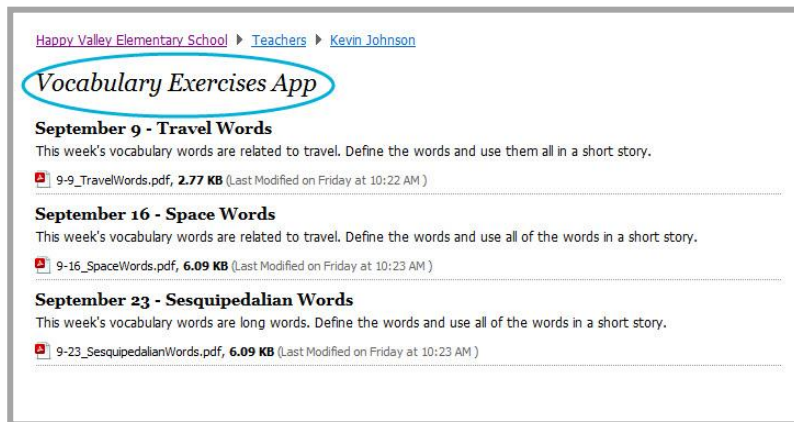 Happy Valley Elementary School ▶ Teachers ▶ Kevin Johnson
Vocabulary Exercises App
September 9 - Travel Words
This week's vocabulary words are related to travel. Define the words and use them all in a short story.
9-9_TravelWords.pdf, 2.77 KB (Last Modified on Friday at 10:22 AM )
September 16 - Space Words
This week's vocabulary words are related to travel. Define the words and use all of the words in a short story.
9-16_SpaceWords.pdf, 6.09 KB (Last Modified on Friday at 10:23 AM )
September 23 - Sesquipedalian Words
This week's vocabulary words are long words. Define the words and use all of the words in a short story.
9-23_SesquipedalianWords.pdf, 6.09 KB (Last Modified on Friday at 10:23 AM )